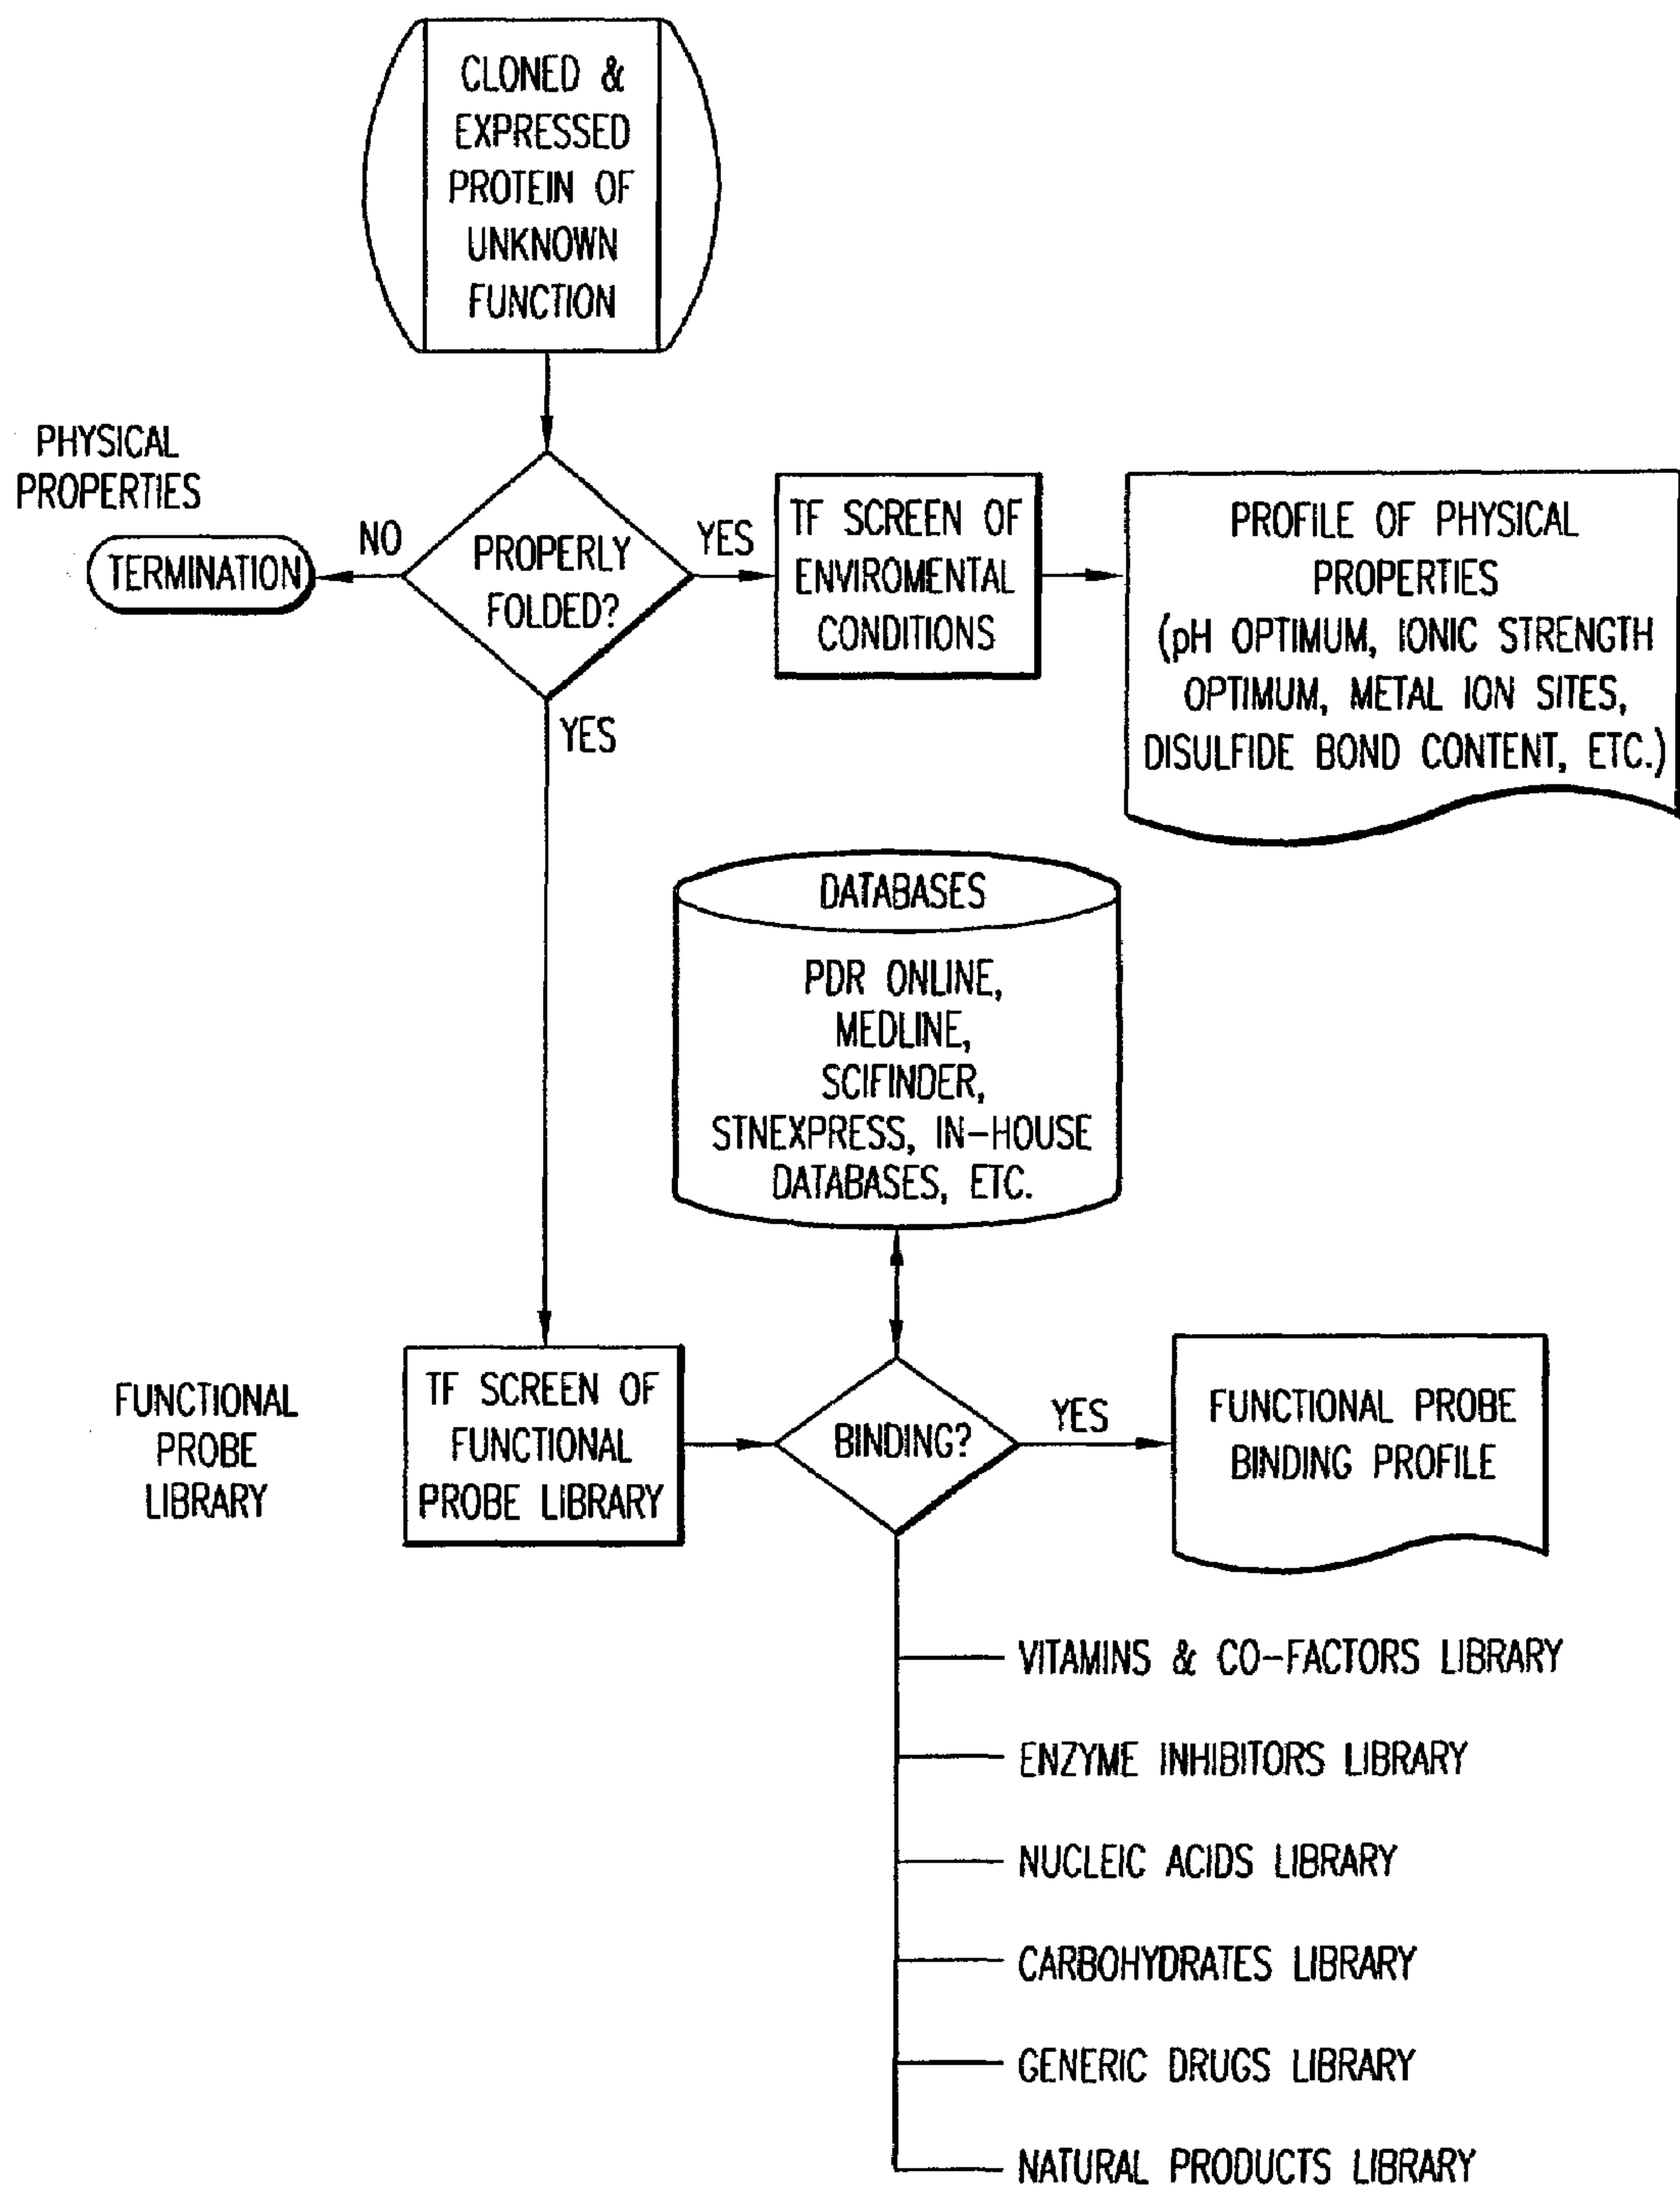 CLONED &
EXPRESSED
PROTEIN OF
UNKNOWN
FUNCTION
PHYSICAL
PROPERTIES
TERMINATION
NO
PROPERLY
FOLDED?
YES
YES
TF SCREEN OF
ENVIROMENTAL
CONDITIONS
PROFILE OF PHYSICAL
PROPERTIES
(pH OPTIMUM, IONIC STRENGTH
OPTIMUM, METAL ION SITES,
DISULFIDE BOND CONTENT, ETC.)
DATABASES
PDR ONLINE,
MEDLINE,
SCIFINDER,
STNEXPRESS, IN-HOUSE
DATABASES, ETC.
FUNCTIONAL
PROBE
LIBRARY
TF SCREEN OF
FUNCTIONAL
PROBE LIBRARY
BINDING?
YES
FUNCTIONAL PROBE
BINDING PROFILE
VITAMINS & CO-FACTORS LIBRARY
ENZYME INHIBITORS LIBRARY
NUCLEIC ACIDS LIBRARY
CARBOHYDRATES LIBRARY
GENERIC DRUGS LIBRARY
NATURAL PRODUCTS LIBRARY